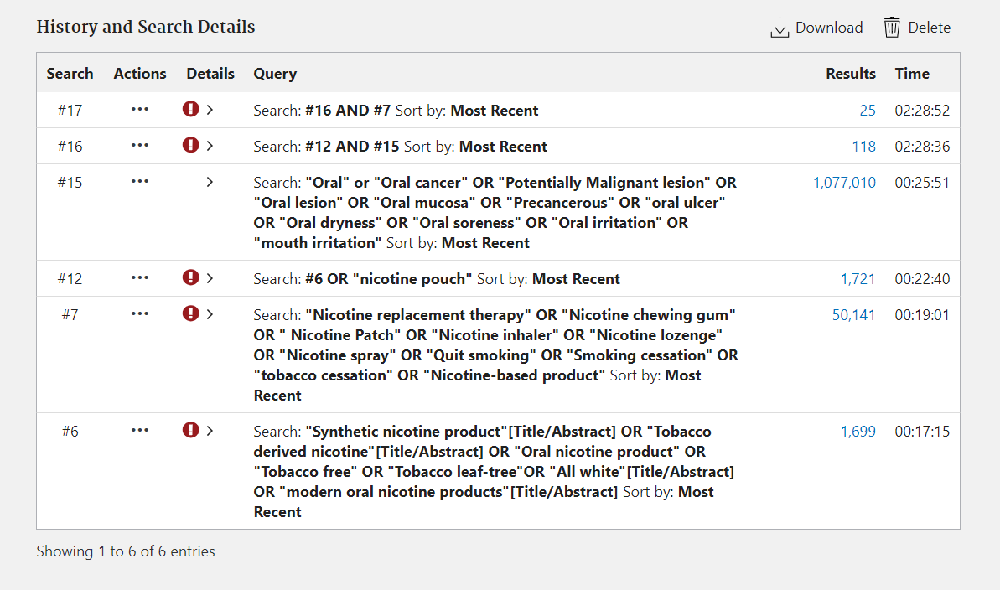 History and Search Details
Download
Delete
Search Actions Details Query Results Time
#17 ••• ! Search: #16 AND #7 Sort by: Most Recent 25 02:28:52
#16 ••• ! Search: #12 AND #15 Sort by: Most Recent 118 02:28:36
#15 ••• Search: "Oral" or "Oral cancer" OR "Potentially Malignant lesion" OR 1,077,010 00:25:51
"Oral lesion" OR "Oral mucosa" OR "Precancerous" OR "oral ulcer"
OR "Oral dryness" OR "Oral soreness" OR "Oral irritation" OR
"mouth irritation" Sort by: Most Recent
#12 ••• ! Search: #6 OR "nicotine pouch" Sort by: Most Recent 1,721 00:22:40
#7 ••• ! Search: "Nicotine replacement therapy" OR "Nicotine chewing gum" 50,141 00:19:01
OR " Nicotine Patch" OR "Nicotine inhaler" OR "Nicotine lozenge"
OR "Nicotine spray" OR "Quit smoking" OR "Smoking cessation" OR
"tobacco cessation" OR "Nicotine-based product" Sort by: Most
Recent
#6 ••• ! Search: "Synthetic nicotine product"[Title/Abstract] OR "Tobacco 1,699 00:17:15
derived nicotine"[Title/Abstract] OR "Oral nicotine product" OR
"Tobacco free" OR "Tobacco leaf-tree"OR "All white"[Title/Abstract]
OR "modern oral nicotine products"[Title/Abstract] Sort by: Most
Recent
Showing 1 to 6 of 6 entries